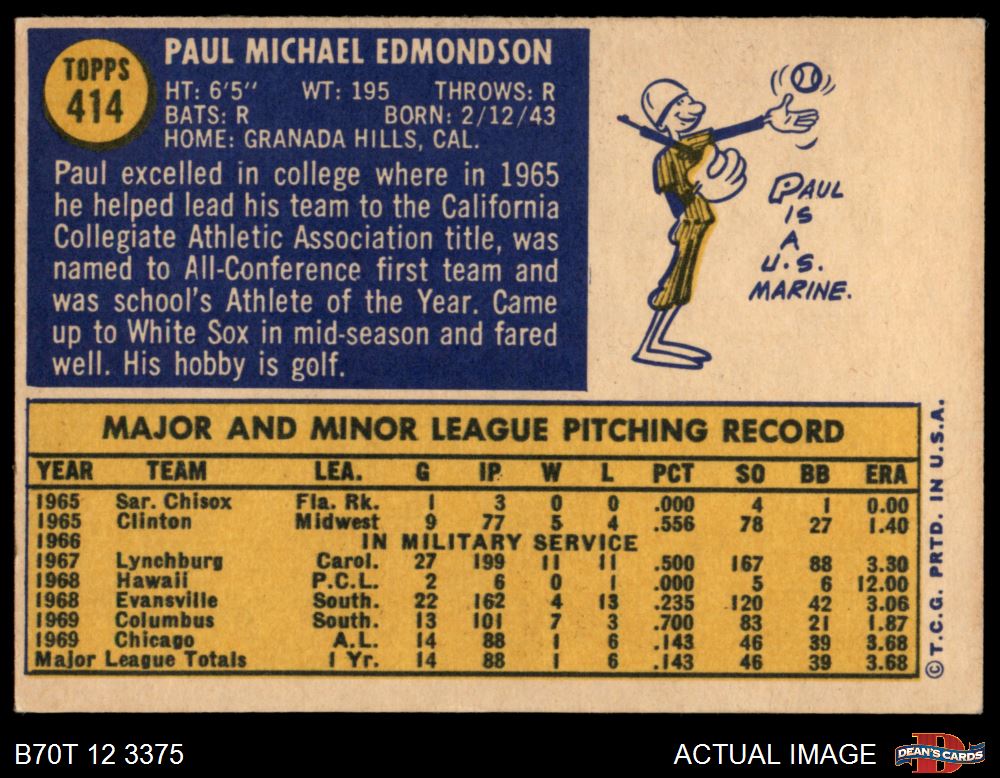 TOPPS
414
PAUL MICHAEL EDMONDSON
HT: 6'5" WT: 195 THROWS: R
BATS: R BORN: 2/12/43
HOME: GRANADA HILLS, CAL.
Paul excelled in college where in 1965
he helped lead his team to the California
Collegiate Athletic Association title, was
named to All-Conference first team and
was school's Athlete of the Year. Came
up to White Sox in mid-season and fared
well. His hobby is golf.
PAUL
IS
A
U.S.
MARINE.
MAJOR AND MINOR LEAGUE PITCHING RECORD
YEAR TEAM LEA. G IP W L PCT SO BB ERA
1965 Sar. Chisox Fla. Rk. 1 3 0 0 .000 4 1 0.00
1965 Clinton Midwest 9 77 5 4 .556 78 27 1.40
1966 IN MILITARY SERVICE
1967 Lynchburg Carol. 27 199 11 11 .500 167 88 3.30
1968 Hawaii P.C.L. 2 6 0 1 .000 5 6 12.00
1968 Evansville South. 22 162 4 13 .235 120 42 3.06
1969 Columbus South. 13 101 7 3 .700 83 21 1.87
1969 Chicago A.L. 14 88 1 6 .143 46 39 3.68
Major League Totals 1 Yr. 14 88 1 6 .143 46 39 3.68
© T.C.G. PRTD. IN U.S.A.
B70T 12 3375
ACTUAL IMAGE
D
DEAN'S CARDS